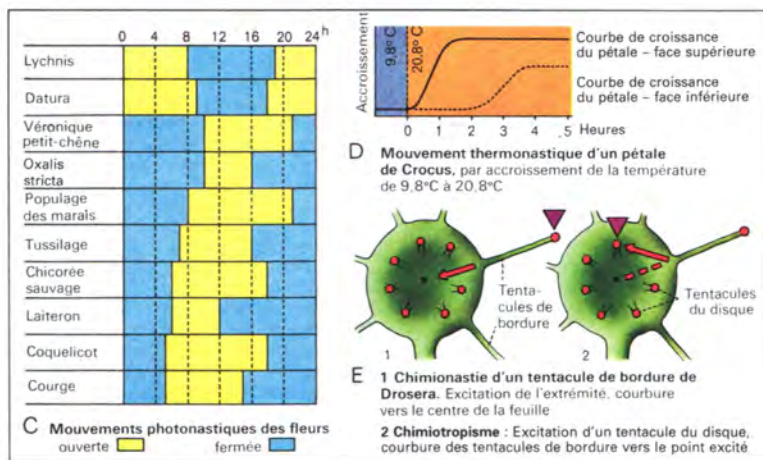 0 4 8 12 16 20 24h
Lychnis
Datura
Véronique
petit-chêne
Oxalis
stricta
Populage
des marais
Tussilage
Chicorée
sauvage
Laiteron
Coquelicot
Courge
C Mouvements photonastiques des fleurs
ouverte fermée
Accroissement
9,8°C
20,8°C
Courbe de croissance
du pétale – face supérieure
Courbe de croissance
du pétale – face inférieure
0 1 2 3 4 5 Heures
D Mouvement thermonastique d'un pétale
de Crocus, par accroissement de la température
de 9,8°C à 20,8°C
Tenta-
cules de
bordure
1
Tentacules
du disque
2
E 1 Chimionastie d'un tentacule de bordure de
Drosera. Excitation de l'extrémité, courbure
vers le centre de la feuille
2 Chimiotropisme : Excitation d'un tentacule du disque,
courbure des tentacules de bordure vers le point excité